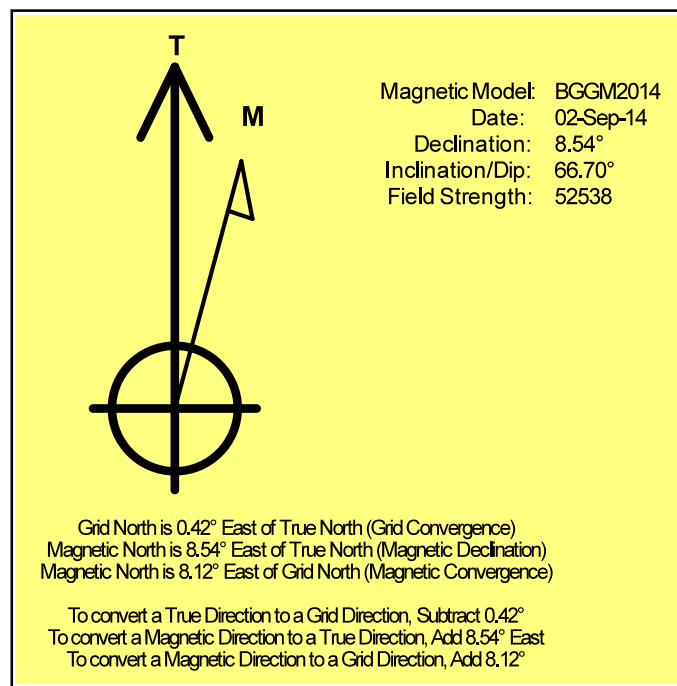 T
M
Magnetic Model: BGGM2014
Date: 02-Sep-14
Declination: 8.54°
Inclination/Dip: 66.70°
Field Strength: 52538
Grid North is 0.42° East of True North (Grid Convergence)
Magnetic North is 8.54° East of True North (Magnetic Declination)
Magnetic North is 8.12° East of Grid North (Magnetic Convergence)
To convert a True Direction to a Grid Direction, Subtract 0.42°
To convert a Magnetic Direction to a True Direction, Add 8.54° East
To convert a Magnetic Direction to a Grid Direction, Add 8.12°